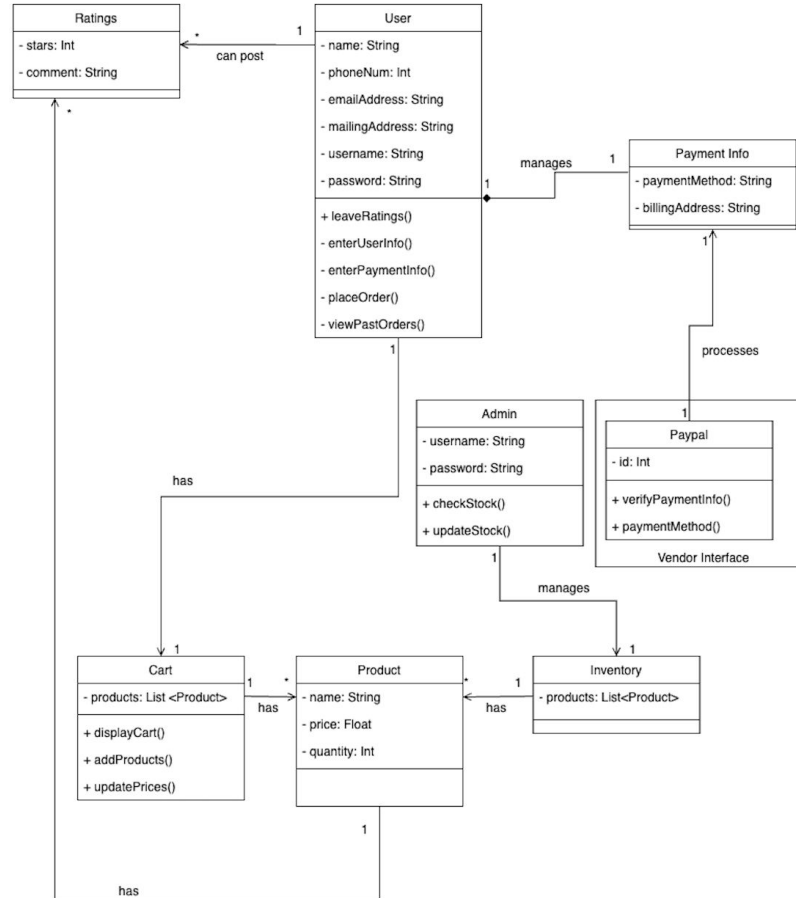 Ratings
- stars: Int
- comment: String
*
1
can post
*
User
- name: String
- phoneNum: Int
- emailAddress: String
- mailingAddress: String
- username: String
- password: String
+ leaveRatings()
- enterUserInfo()
- enterPaymentInfo()
- placeOrder()
- viewPastOrders()
1
manages
1
1
Payment Info
- paymentMethod: String
- billingAddress: String
1
processes
1
Paypal
- id: Int
+ verifyPaymentInfo()
+ paymentMethod()
Vendor Interface
Admin
- username: String
- password: String
+ checkStock()
+ updateStock()
1
manages
1
has
1
Cart
- products: List <Product>
+ displayCart()
+ addProducts()
+ updatePrices()
1
*
has
Product
- name: String
- price: Float
- quantity: Int
*
1
has
Inventory
- products: List<Product>
1
has